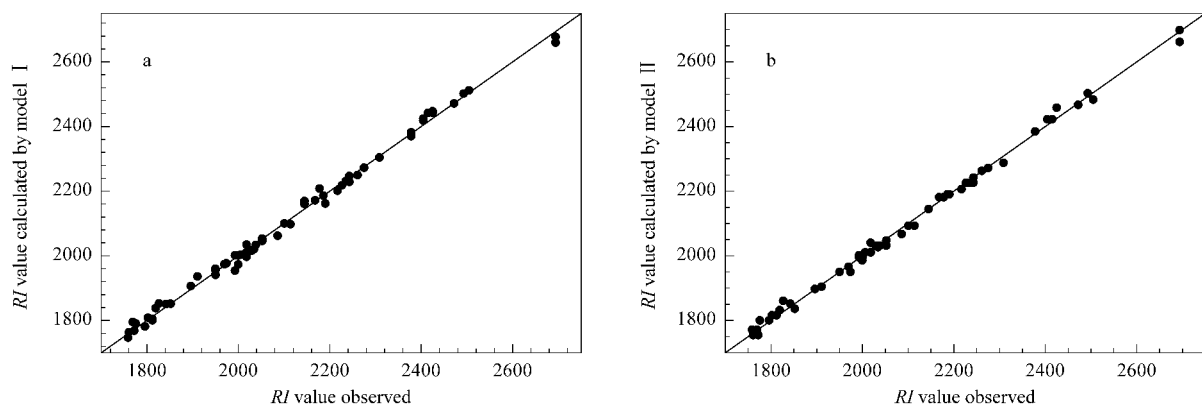 RI value calculated by model Ⅰ
a
2600
2400
2200
2000
1800
1800 2000 2200 2400 2600
RI value observed
RI value calculated by model Ⅱ
b
2600
2400
2200
2000
1800
1800 2000 2200 2400 2600
RI value observed